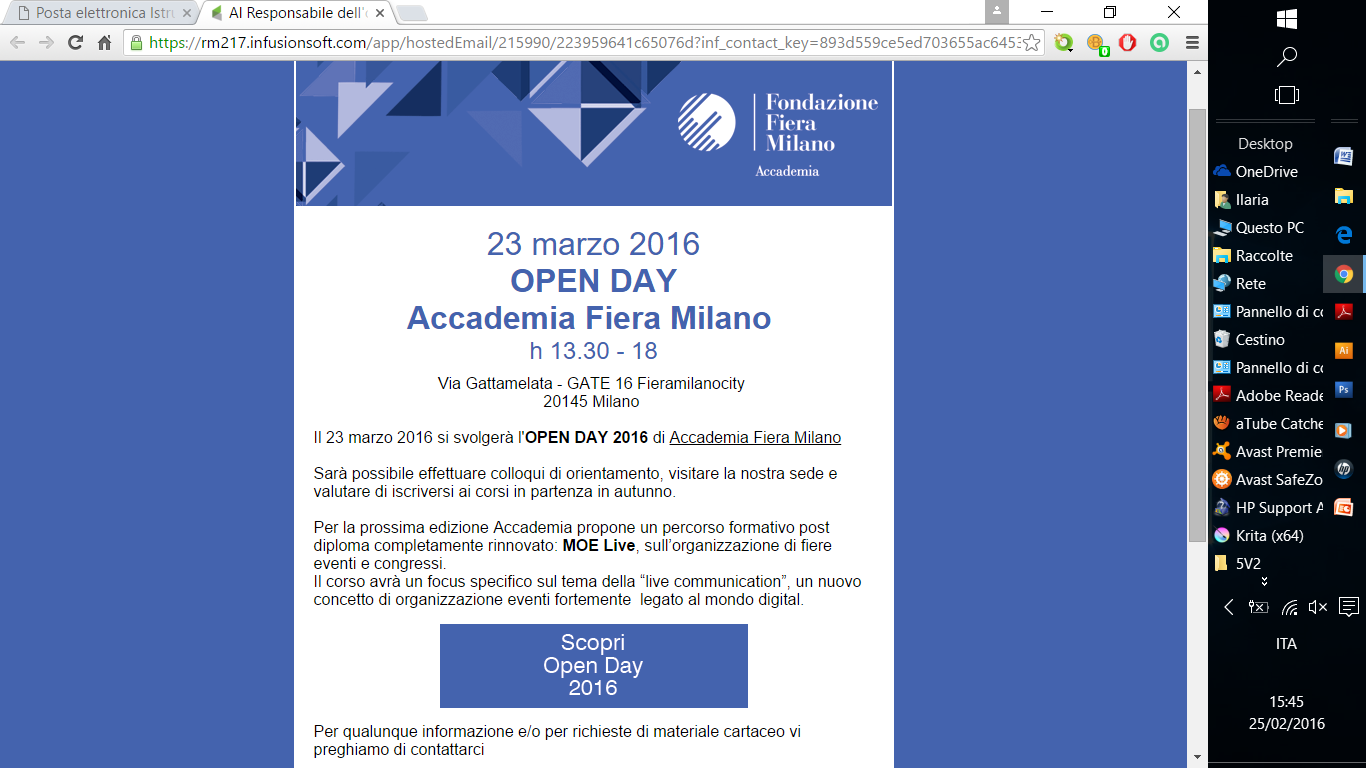 Posta elettronica Istru
AI Responsabile dell'o
https://rm217.infusionsoft.com/app/hostedEmail/215990/223959641c65076d?inf_contact_key=893d559ce5ed703655ac6453
Fondazione
Fiera
Milano
Accademia
23 marzo 2016
OPEN DAY
Accademia Fiera Milano
h 13.30 - 18
Via Gattamelata - GATE 16 Fieramilanocity
20145 Milano
Il 23 marzo 2016 si svolgerà l'OPEN DAY 2016 di Accademia Fiera Milano
Sarà possibile effettuare colloqui di orientamento, visitare la nostra sede e
valutare di iscriversi ai corsi in partenza in autunno.
Per la prossima edizione Accademia propone un percorso formativo post
diploma completamente rinnovato: MOE Live, sull'organizzazione di fiere
eventi e congressi.
Il corso avrà un focus specifico sul tema della “live communication”, un nuovo
concetto di organizzazione eventi fortemente  legato al mondo digital.
Scopri
Open Day
2016
Per qualunque informazione e/o per richieste di materiale cartaceo vi
preghiamo di contattarci
Desktop
OneDrive
Ilaria
Questo PC
Raccolte
Rete
Pannello di co
Cestino
Pannello di co
Adobe Reade
aTube Catche
Avast Premie
Avast SafeZo
HP Support A
Krita (x64)
5V2
ITA
15:45
25/02/2016